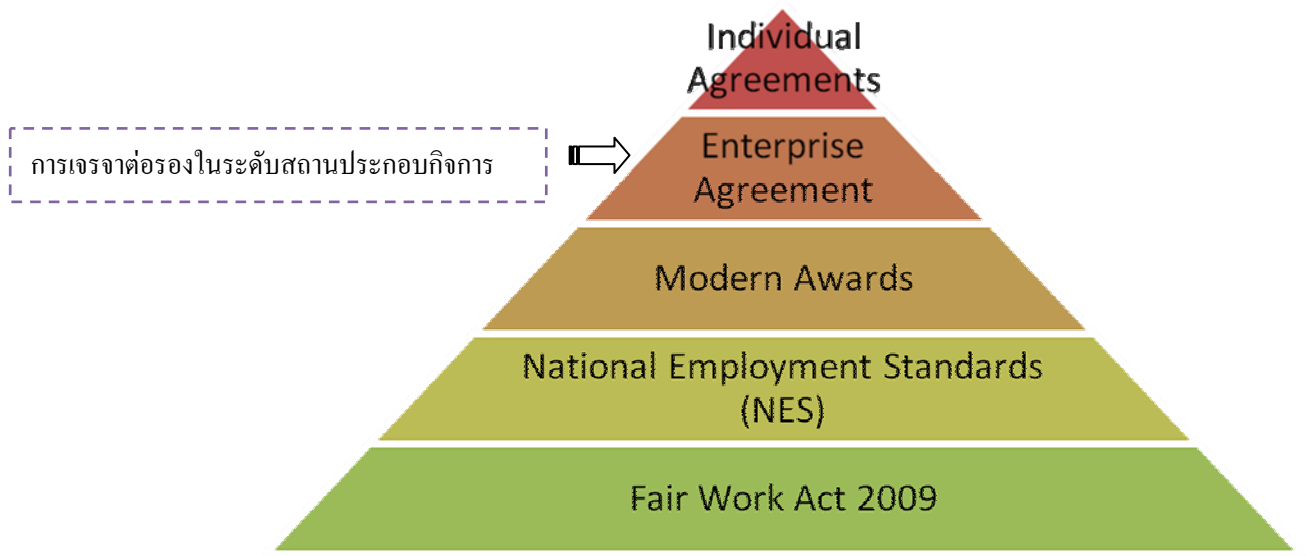 Individual
Agreements
การเจรจาต่อรองในระดับสถานประกอบกิจการ
Enterprise
Agreement
Modern Awards
National Employment Standards
(NES)
Fair Work Act 2009